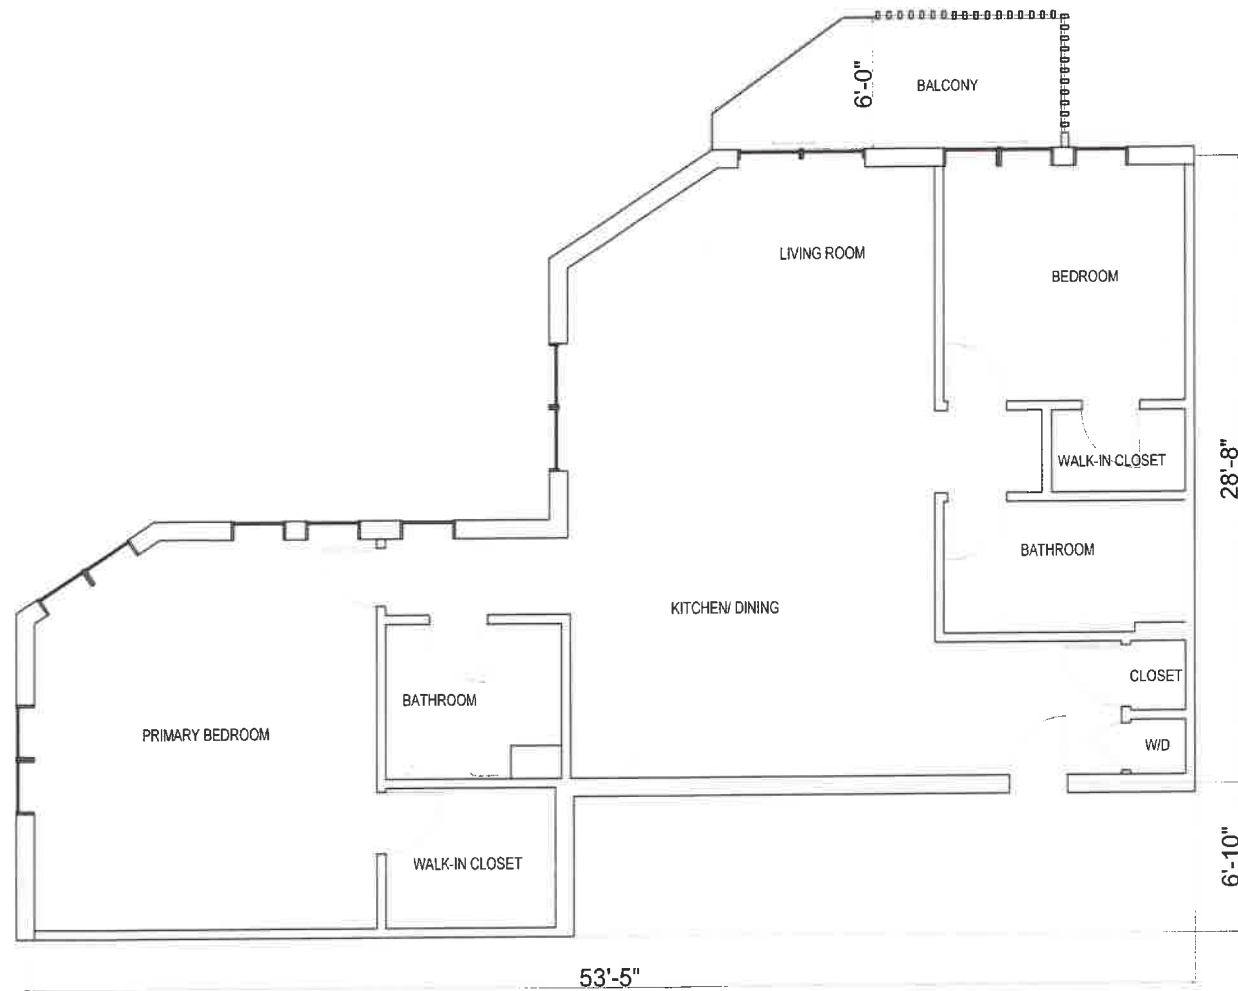 6'-0"
BALCONY
LIVING ROOM
BEDROOM
WALK-IN CLOSET
28'-8"
BATHROOM
KITCHEN/ DINING
CLOSET
BATHROOM
PRIMARY BEDROOM
W/D
WALK-IN CLOSET
6'-10"
53'-5"